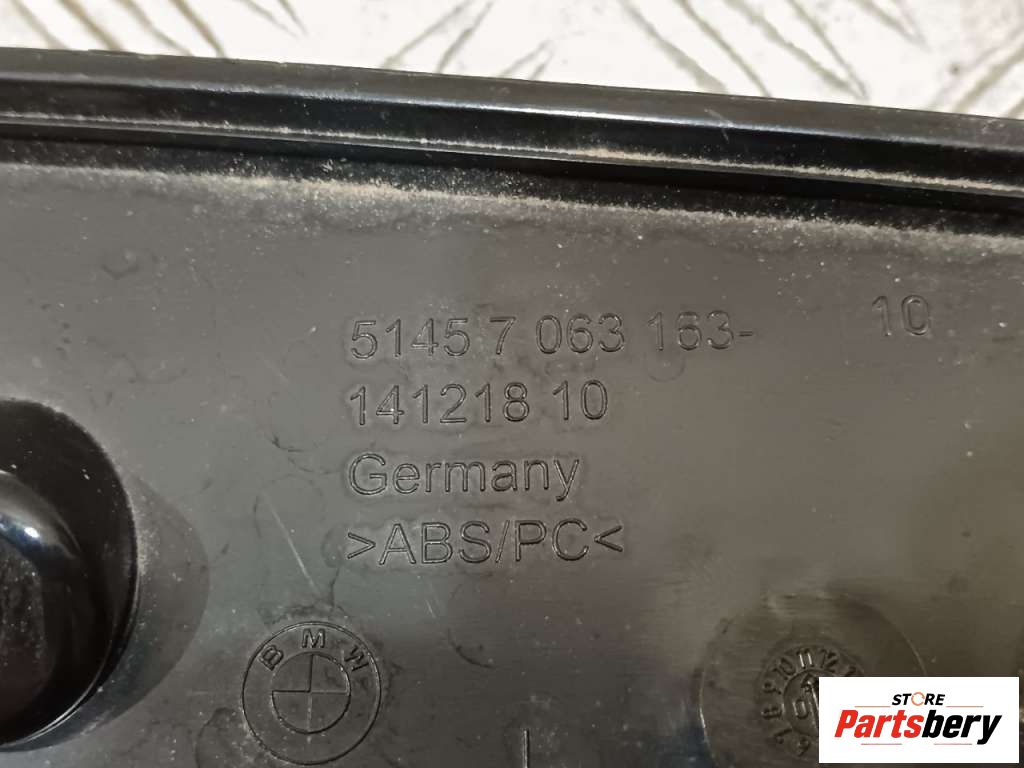 5145 7 063 163-    10
141218 10
Germany
>ABS/PC<
BMW
STORE
Partsbery